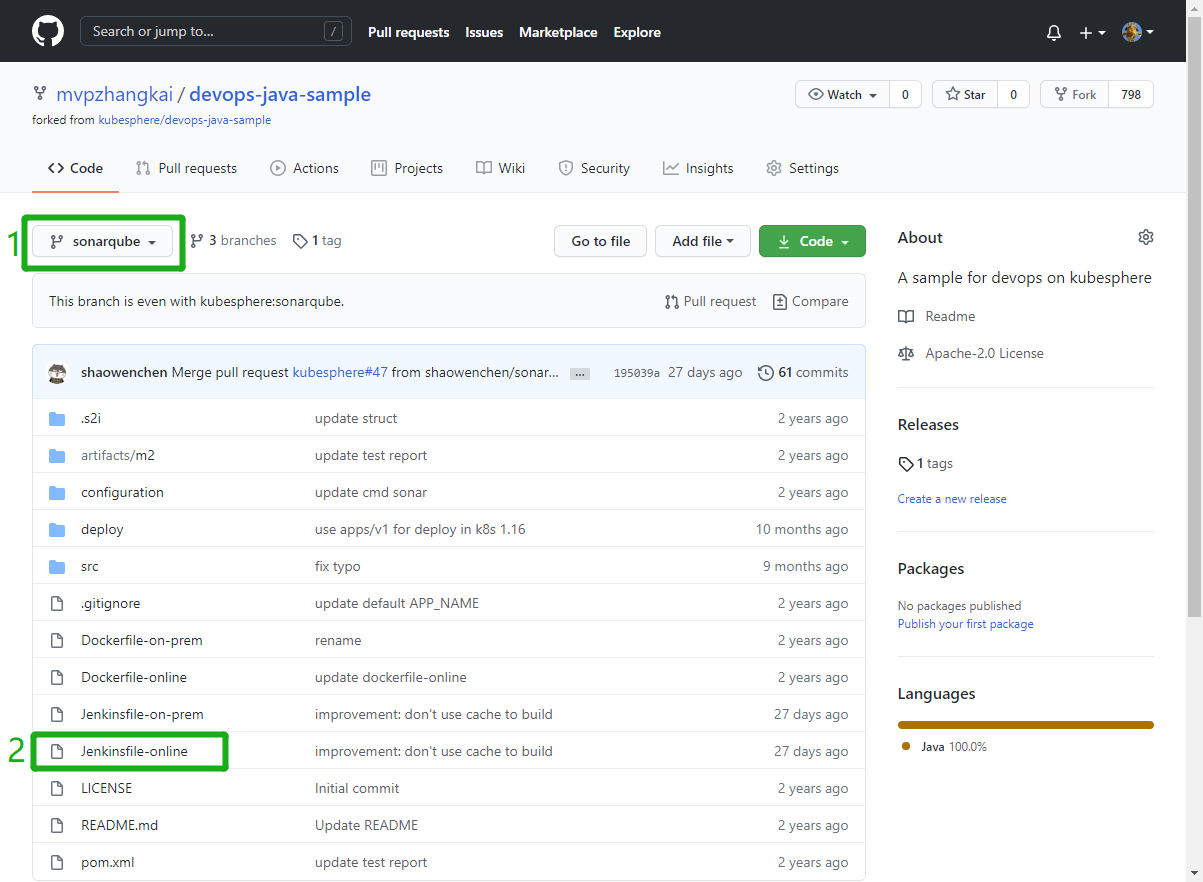 Search or jump to... /
Pull requests Issues Marketplace Explore
mvpzhangkai / devops-java-sample
Watch 0 Star 0 Fork 798
forked from kubesphere/devops-java-sample
Code Pull requests Actions Projects Wiki Security Insights Settings
1 sonarqube 3 branches 1 tag Go to file Add file Code
This branch is even with kubesphere:sonarqube. Pull request Compare
shaowenchen Merge pull request kubesphere#47 from shaowenchen/sonar... ... 195039a 27 days ago 61 commits
.s2i update struct 2 years ago
artifacts/m2 update test report 2 years ago
configuration update cmd sonar 2 years ago
deploy use apps/v1 for deploy in k8s 1.16 10 months ago
src fix typo 9 months ago
.gitignore update default APP_NAME 2 years ago
Dockerfile-on-prem rename 2 years ago
Dockerfile-online update dockerfile-online 2 years ago
Jenkinsfile-on-prem improvement: don't use cache to build 27 days ago
2 Jenkinsfile-online improvement: don't use cache to build 27 days ago
LICENSE Initial commit 2 years ago
README.md Update README 2 years ago
pom.xml update test report 2 years ago
About
A sample for devops on kubesphere
Readme
Apache-2.0 License
Releases
1 tags
Create a new release
Packages
No packages published
Publish your first package
Languages
Java 100.0%